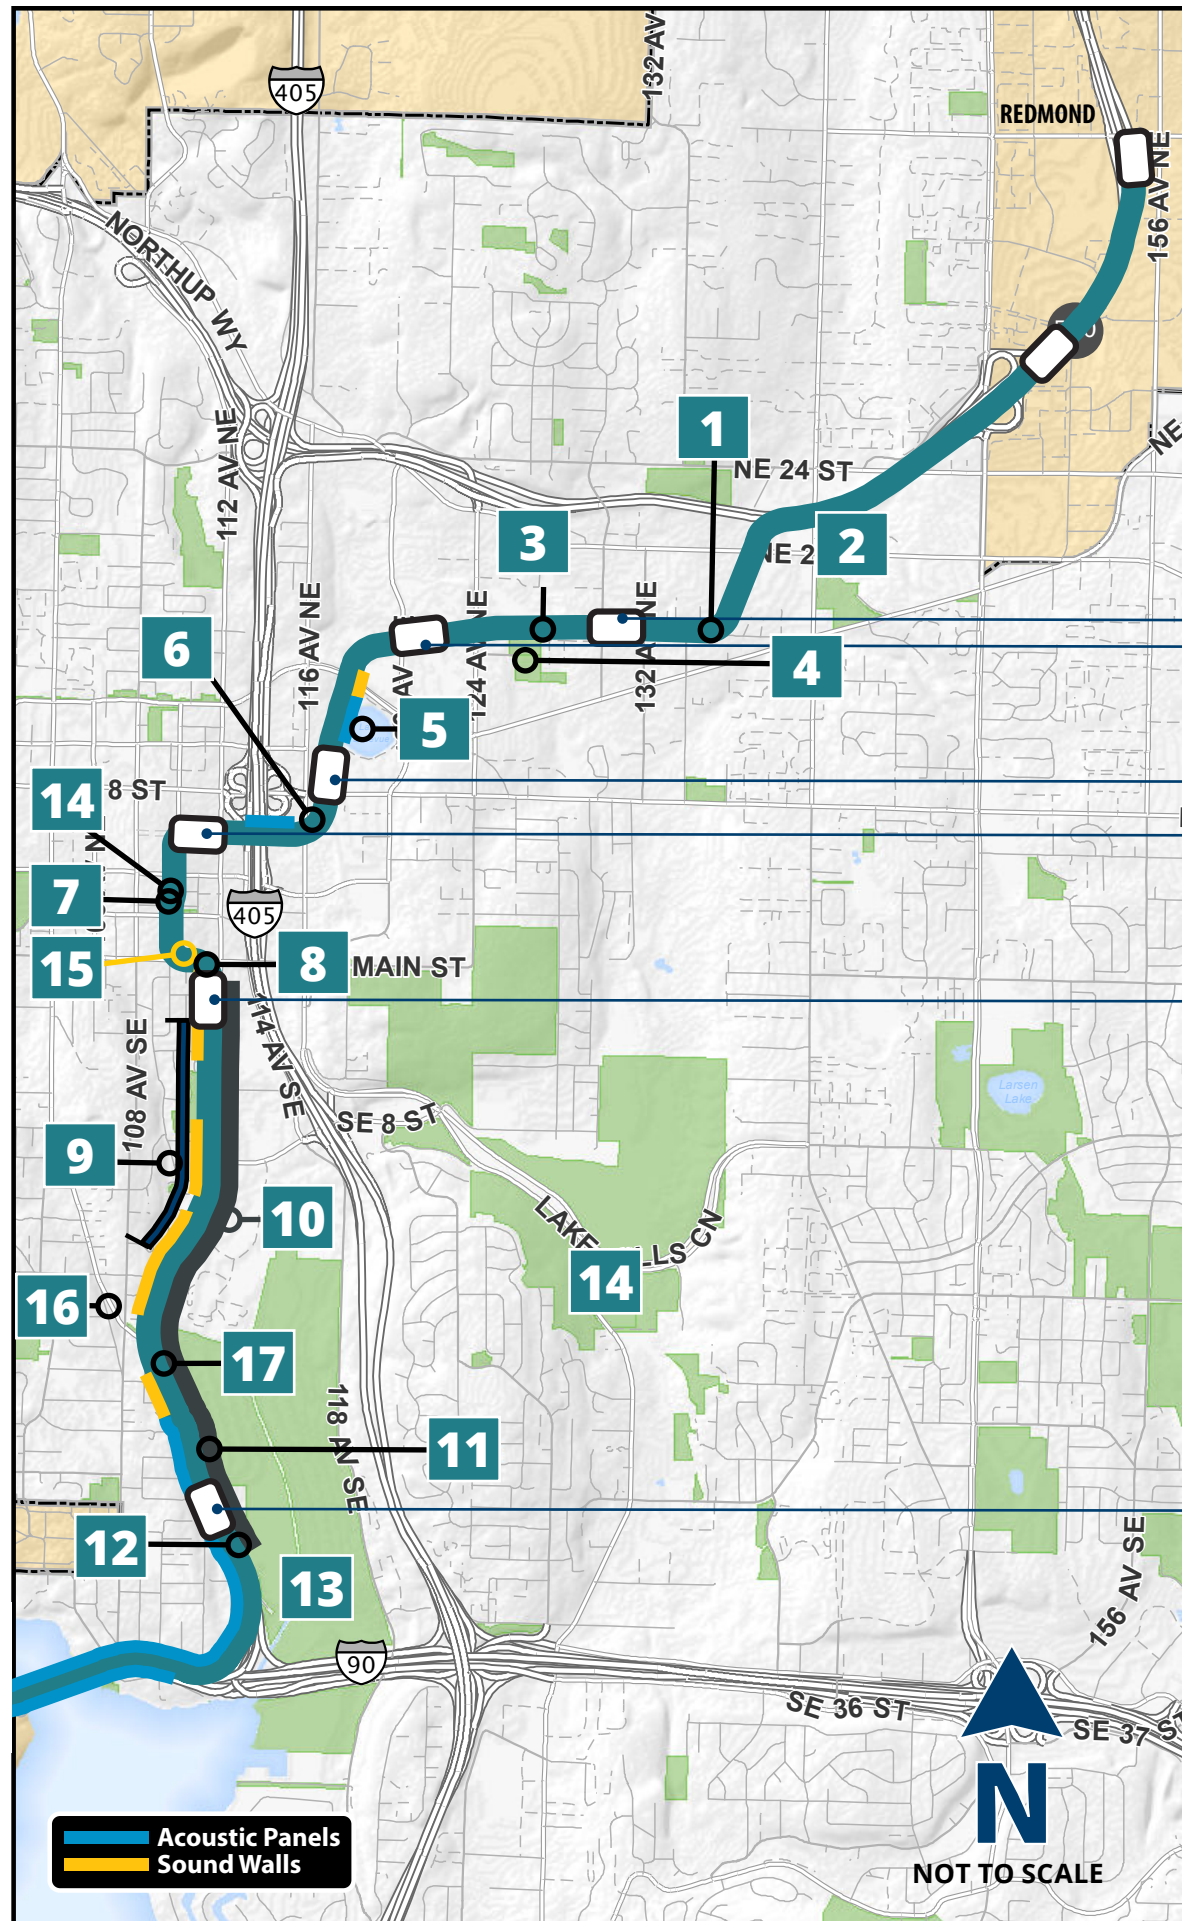 405
132 AV
REDMOND
156 AV NE
NORTHUP WY
112 AV NE
1
NE 24 ST
NE
3
NE 2
2
116 AV NE
AV
124 AV NE
132 A NE
6
4
5
14
8 ST
7
405
15
8
MAIN ST
108 AV SE
114 AV SE
Larsen
Lake
SE 8 ST
9
10
LAKE
LLS CN
14
16
17
118 AV SE
11
12
13
156 AV SE
90
SE 36 ST
SE 37 ST
N
NOT TO SCALE
Acoustic Panels
Sound Walls